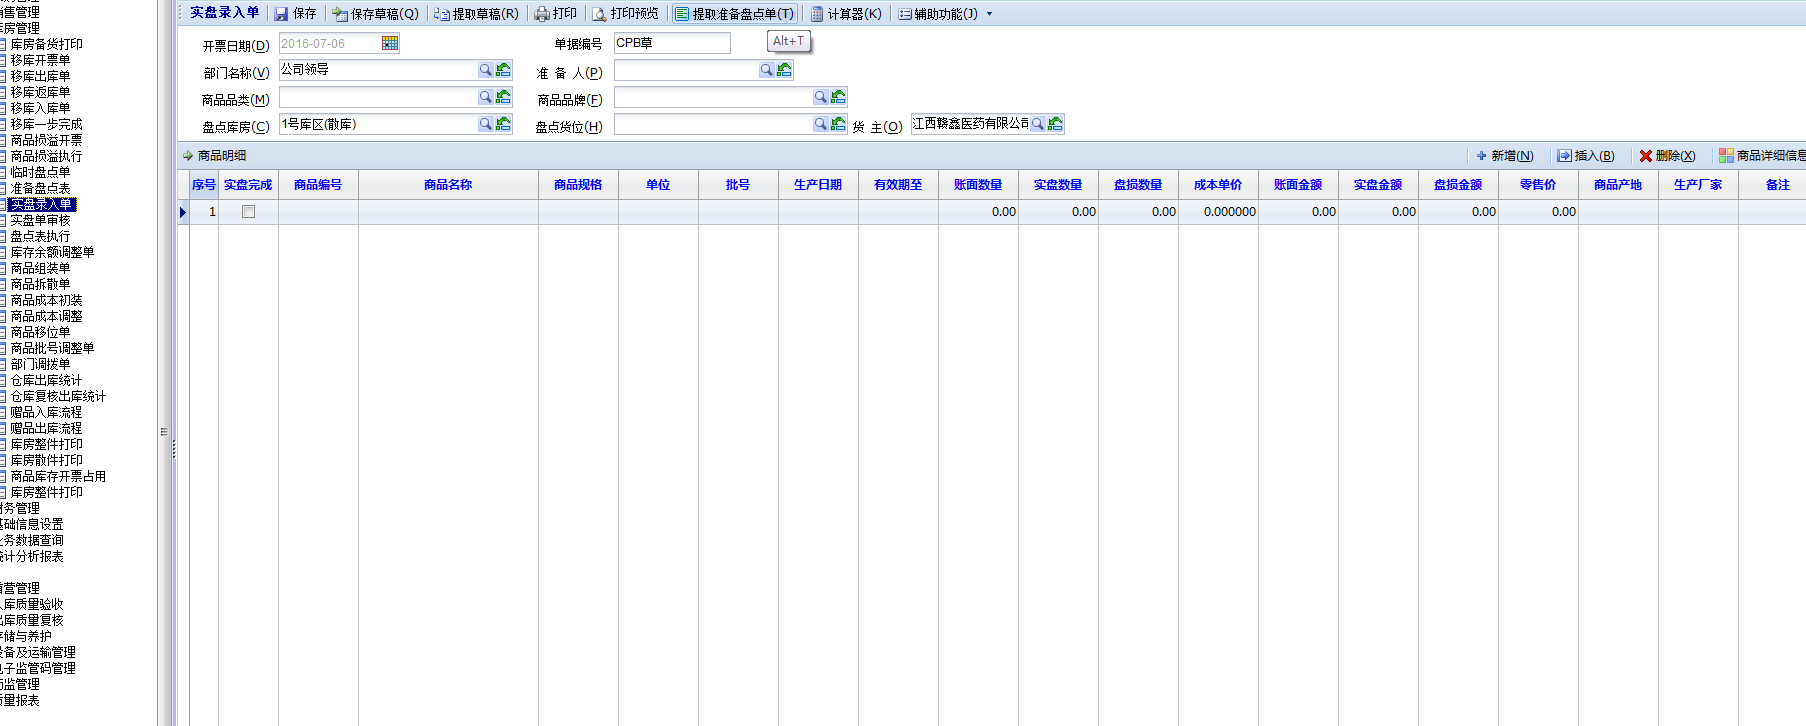 售管理
库房管理
库房备货打印
移库开票单
移库出库单
移库返库单
移库入库单
移库一步完成
商品损溢开票
商品损溢执行
临时盘点单
准备盘点表
实盘录入单
实盘单审核
盘点表执行
库存余额调整单
商品组装单
商品拆散单
商品成本初装
商品成本调整
商品移位单
商品批号调整单
部门调拨单
仓库出库统计
仓库复核出库统计
赠品入库流程
赠品出库流程
库房整件打印
库房散件打印
商品库存开票占用
库房整件打印
财务管理
基础信息设置
业务数据查询
统计分析报表
首营管理
入库质量验收
出库质量复核
存储与养护
设备及运输管理
电子监管码管理
药监管理
质量报表
实盘录入单 保存 保存草稿(Q) 提取草稿(R) 打印 打印预览 提取准备盘点单(T) 计算器(K) 辅助功能(J)
开票日期(D) 2016-07-06 单据编号 CPB草 Alt+T
部门名称(V) 公司领导 准 备 人(P)
商品品类(M) 商品品牌(F)
盘点库房(C) 1号库区(散库) 盘点货位(H) 货 主(O) 江西赣鑫医药有限公司
商品明细 新增(N) 插入(B) 删除(X) 商品详细信息
序号 实盘完成 商品编号 商品名称 商品规格 单位 批号 生产日期 有效期至 账面数量 实盘数量 盘损数量 成本单价 账面金额 实盘金额 盘损金额 零售价 商品产地 生产厂家 备注
1 0.00 0.00 0.00 0.000000 0.00 0.00 0.00 0.00